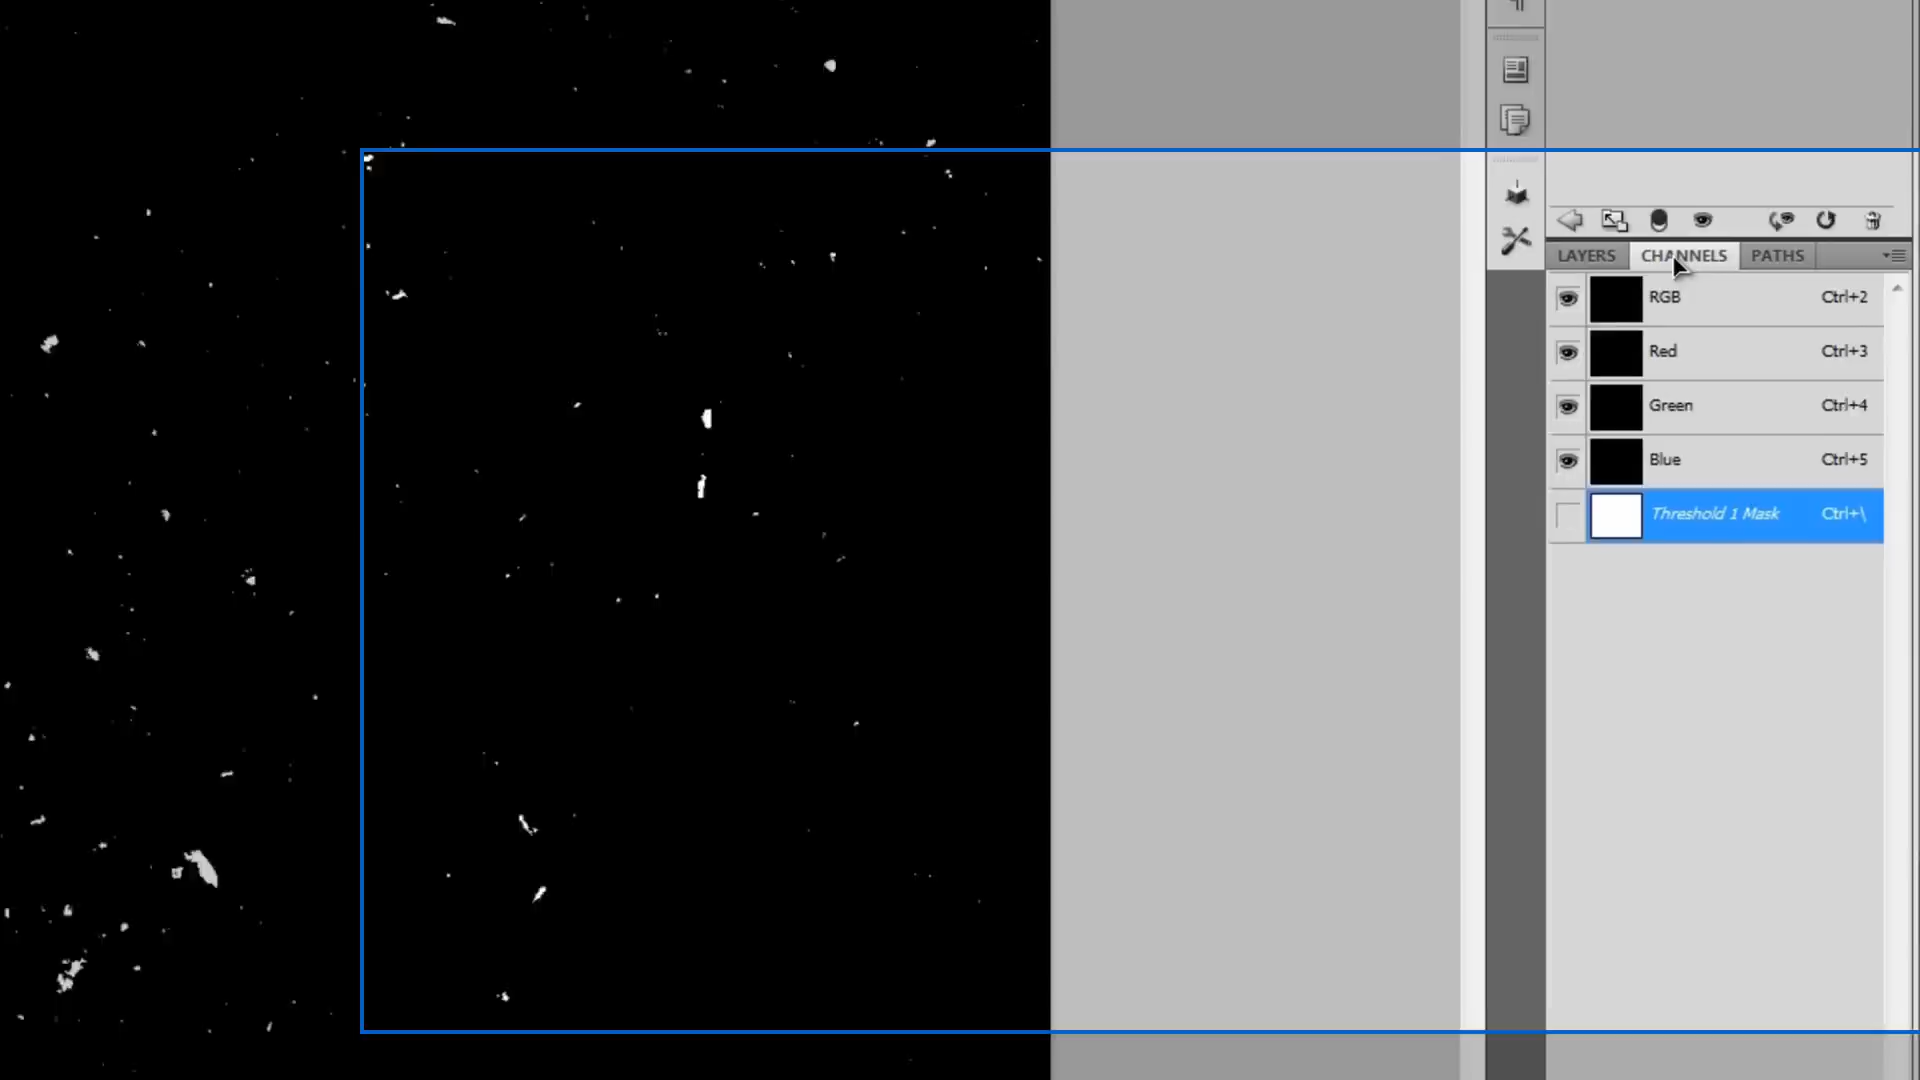 LAYERS CHANNELS PATHS
RGB Ctrl+2
Red Ctrl+3
Green Ctrl+4
Blue Ctrl+5
Threshold 1 Mask Ctrl+\